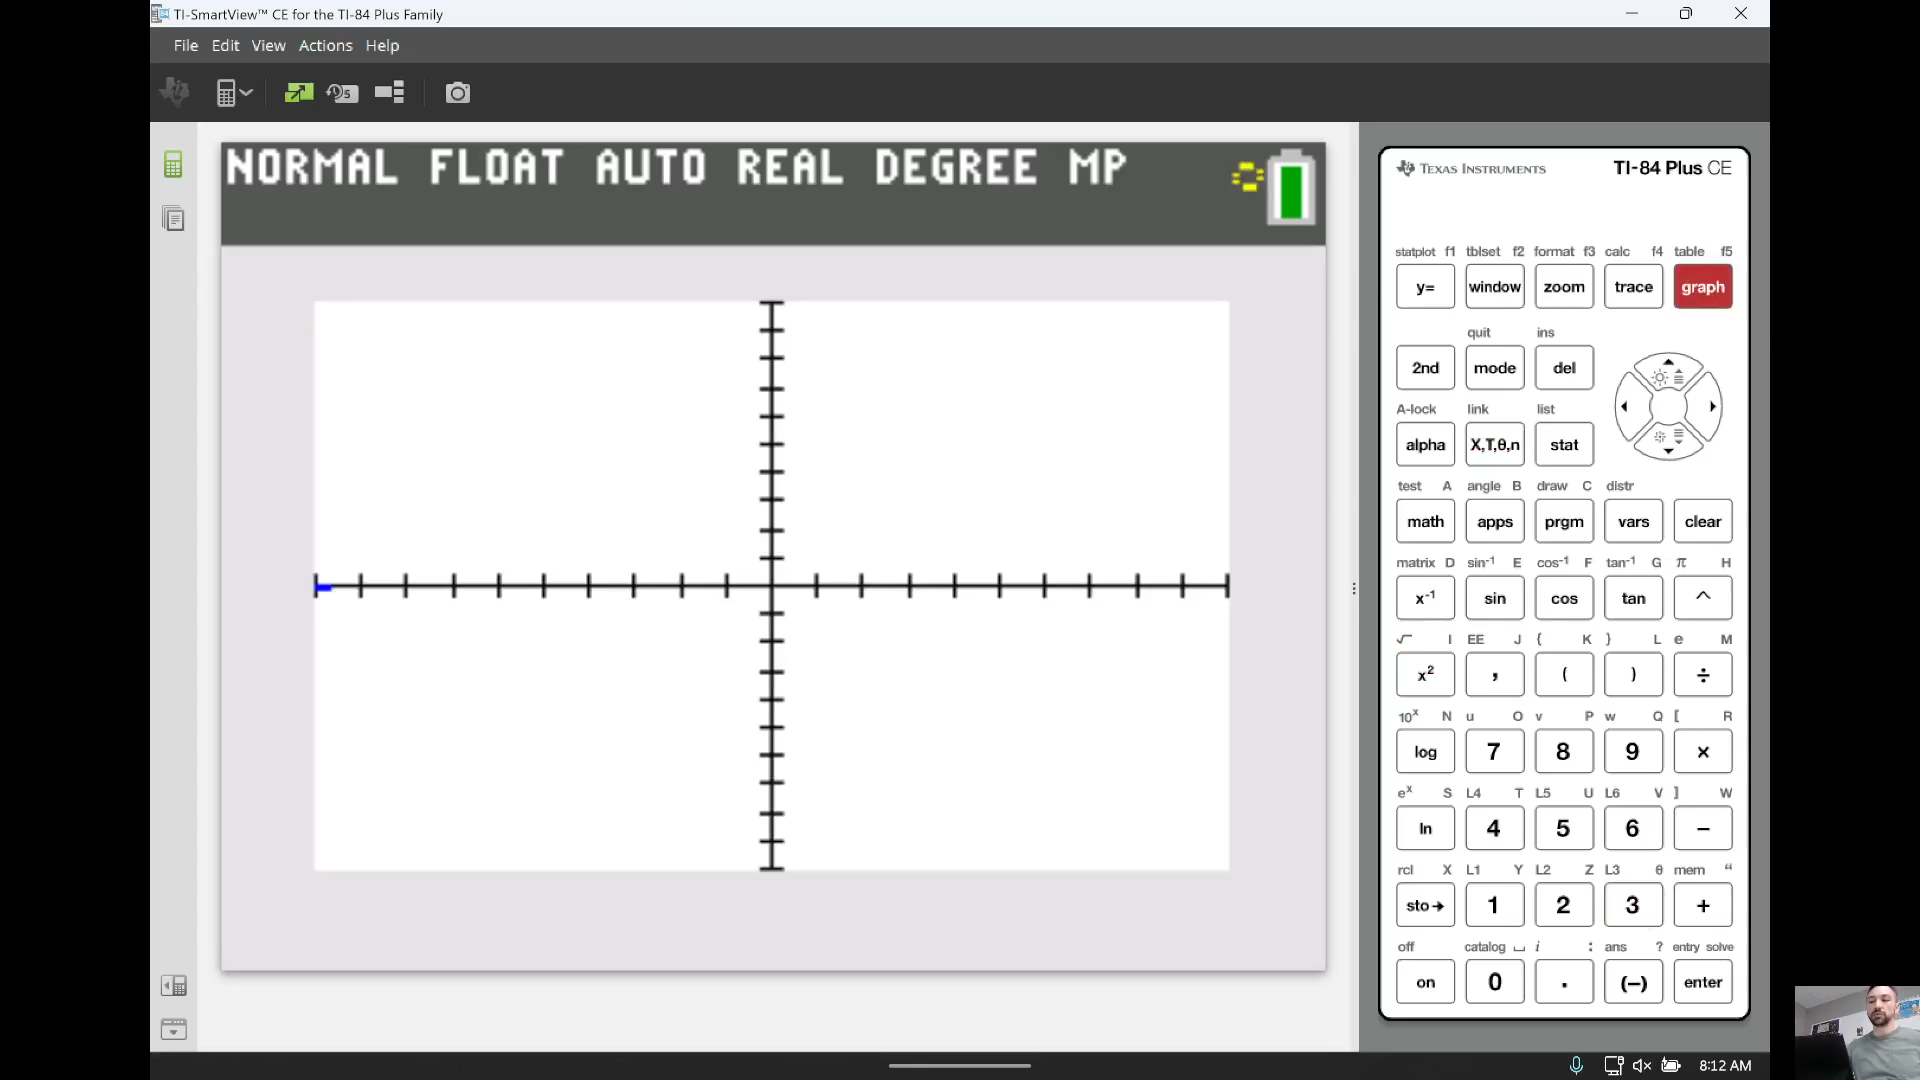 TI-SmartView™ CE for the TI-84 Plus Family
File Edit View Actions Help
5
NORMAL FLOAT AUTO REAL DEGREE MP
TEXAS INSTRUMENTS TI-84 Plus CE
statplot f1 tblset f2 format f3 calc f4 table f5
y= window zoom trace graph
quit ins
2nd mode del
A-lock link list
alpha X,T,θ,n stat
test A angle B draw C distr
math apps prgm vars clear
matrix D sin⁻¹ E cos⁻¹ F tan⁻¹ G π H
x⁻¹ sin cos tan ^
√ I EE J { K } L e M
x² , ( ) ÷
10ˣ N u O v P w Q [ R
log 7 8 9 ×
eˣ S L4 T L5 U L6 V ] W
ln 4 5 6 −
rcl X L1 Y L2 Z L3 θ mem “
sto→ 1 2 3 +
off catalog ⎵ i : ans ? entry solve
on 0 . (−) enter
8:12 AM